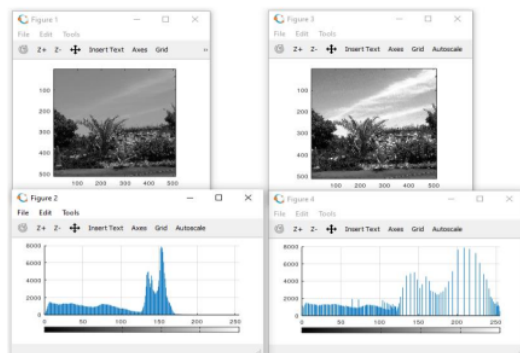 Figure 1
File Edit Tools
Z+ Z- Insert Text Axes Grid »
100
200
300
400
500
100 200 300 400 500
Figure 3
File Edit Tools
Z+ Z- Insert Text Axes Grid Autoscale
100
200
300
400
500
100 200 300 400 500
Figure 2
File Edit Tools
Z+ Z- Insert Text Axes Grid Autoscale
8000
6000
4000
2000
0
0 50 100 150 200 250
Figure 4
File Edit Tools
Z+ Z- Insert Text Axes Grid Autoscale
8000
6000
4000
2000
0
0 50 100 150 200 250